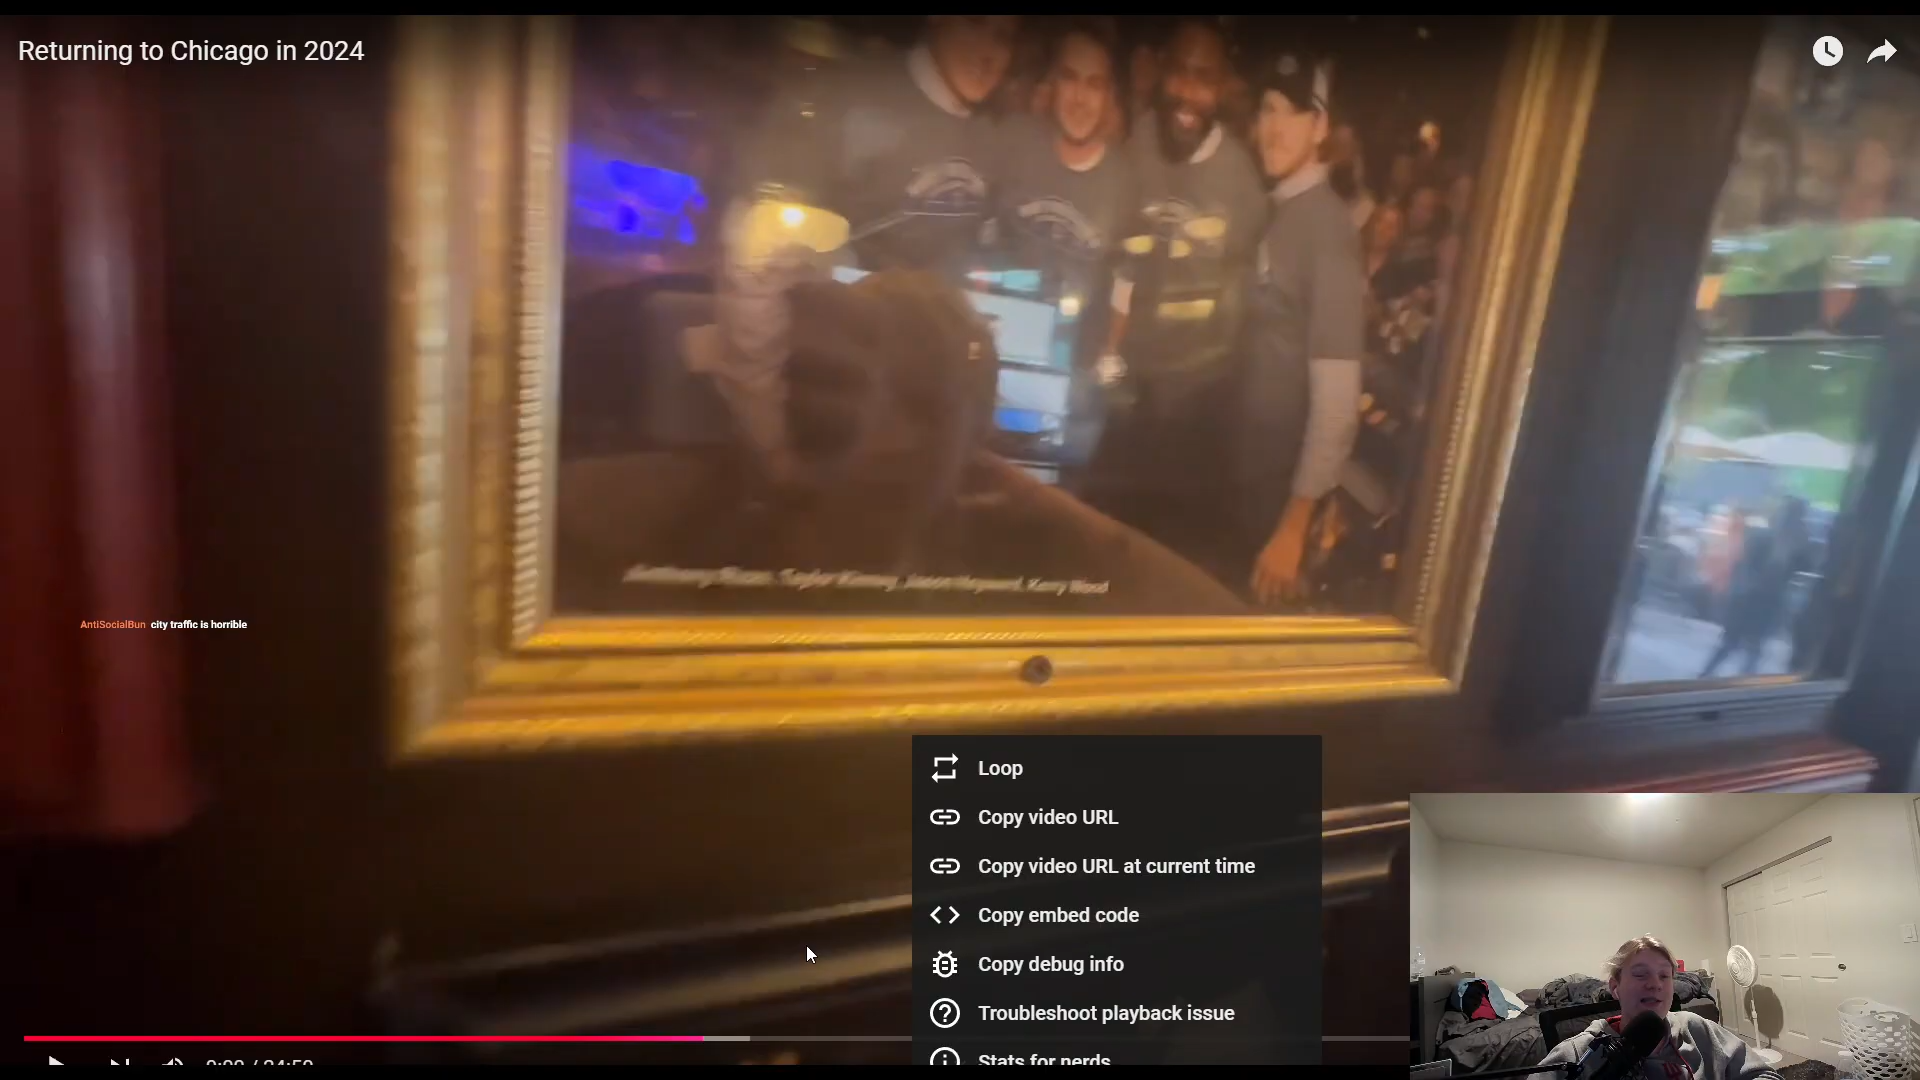 Returning to Chicago in 2024
Anthony Rizzo, Taylor Kinney, Jason Heyward, Kerry Wood
AntiSocialBun city traffic is horrible
Loop
Copy video URL
Copy video URL at current time
Copy embed code
Copy debug info
Troubleshoot playback issue
Stats for nerds